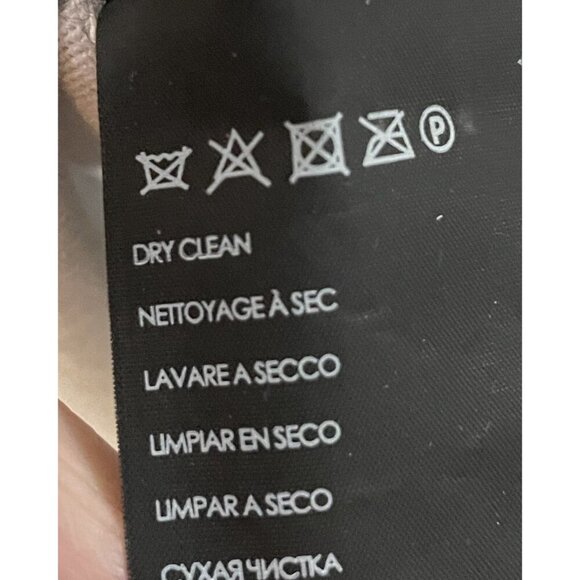 P
DRY CLEAN
NETTOYAGE À SEC
LAVARE A SECCO
LIMPIAR EN SECO
LIMPAR A SECO
СУХАЯ ЧИСТКА